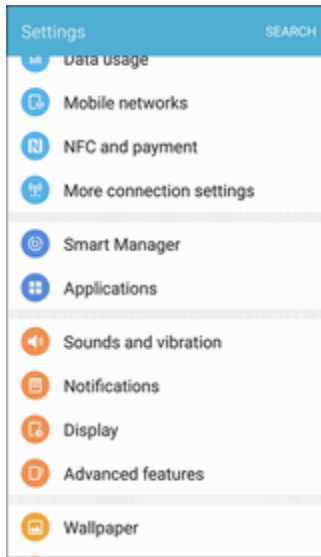 Settings
SEARCH
Data usage
Mobile networks
NFC and payment
More connection settings
Smart Manager
Applications
Sounds and vibration
Notifications
Display
Advanced features
Wallpaper